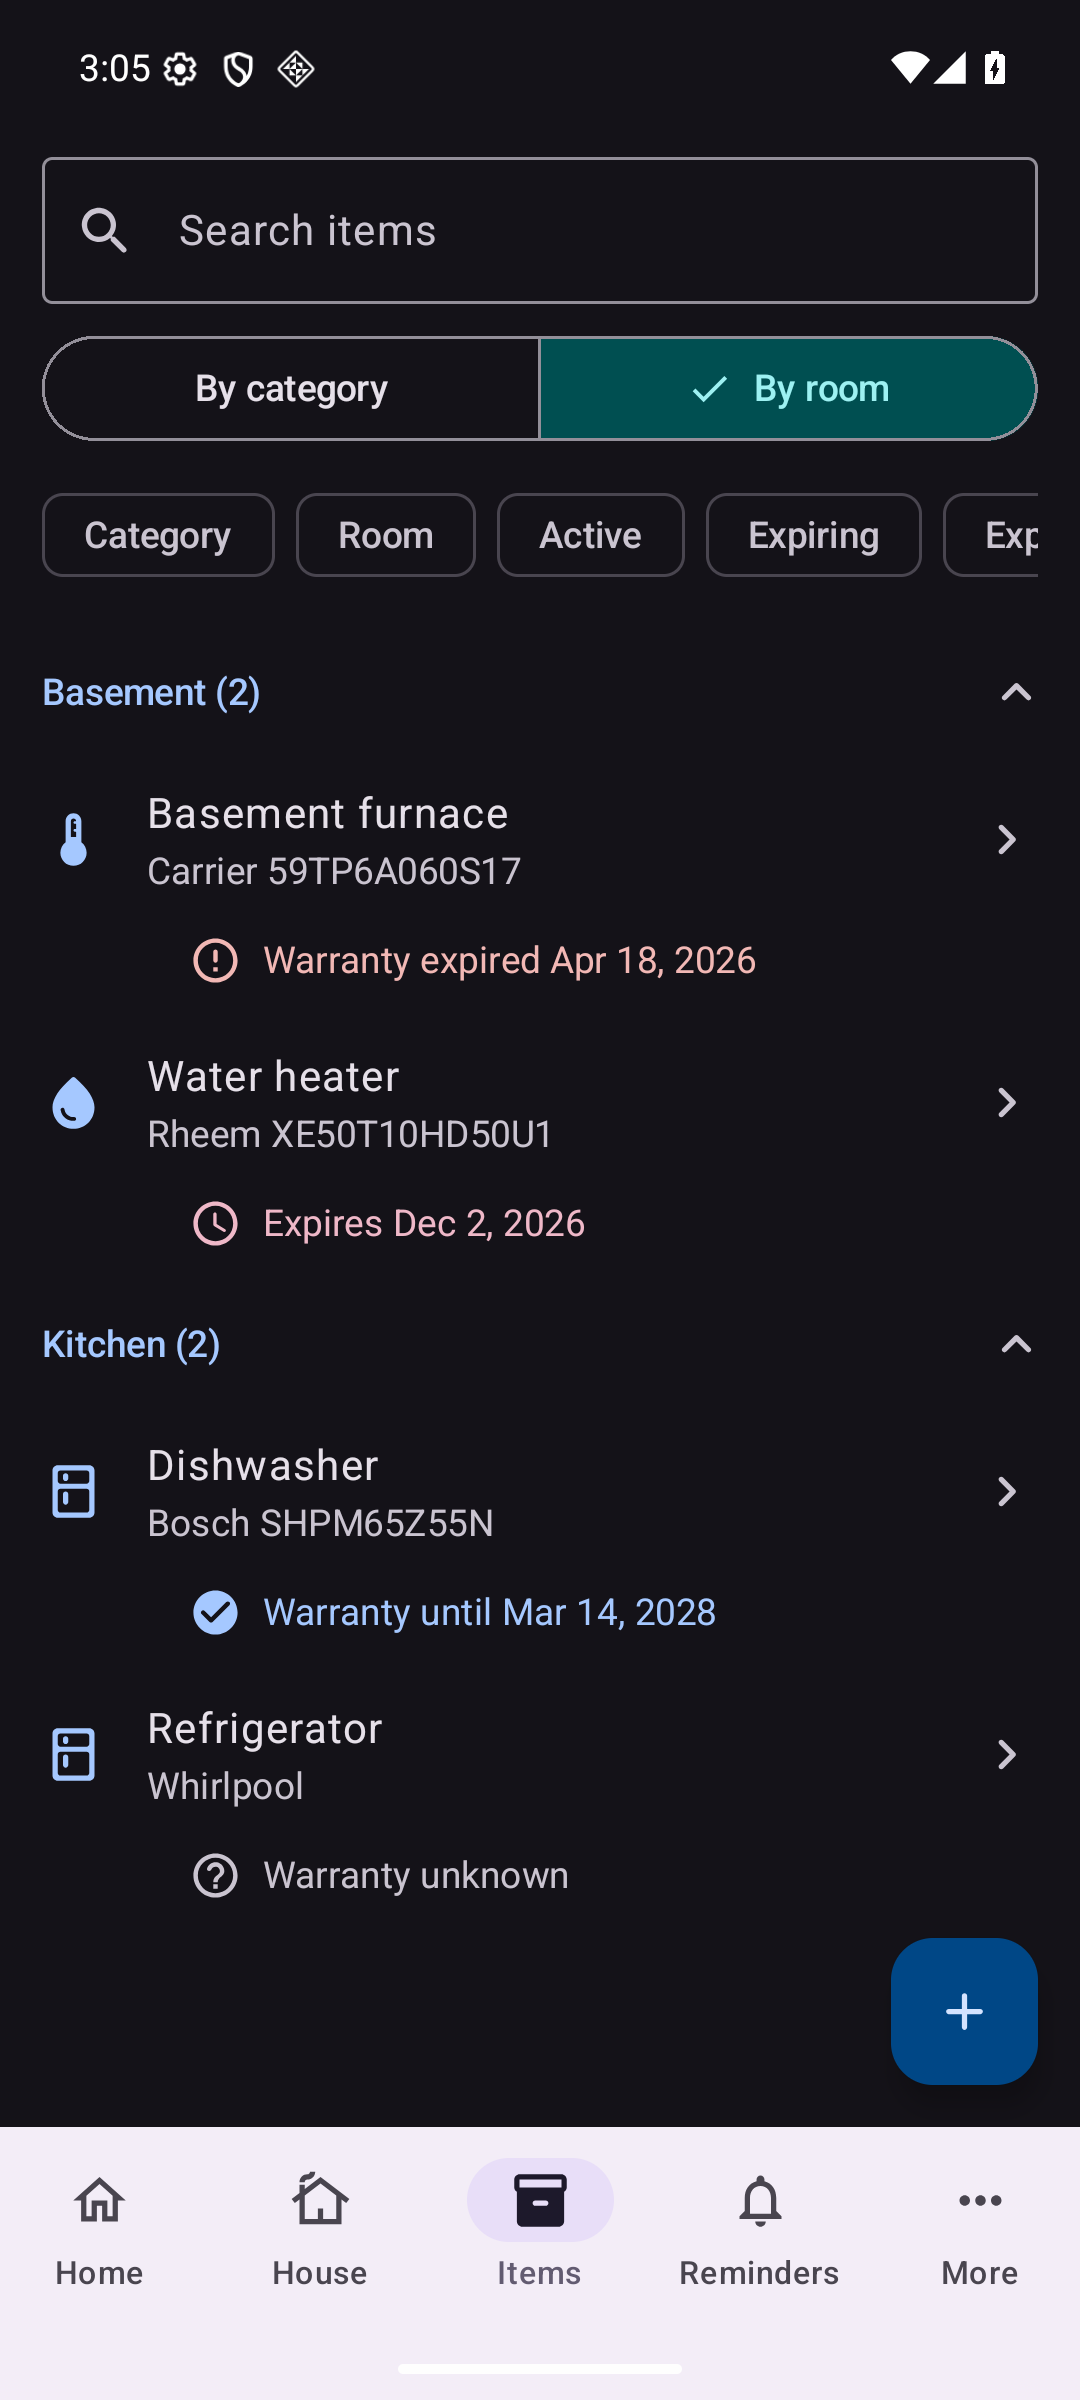 3:05
Search items
By category
By room
Category
Room
Active
Expiring
Exp
Basement (2)
Basement furnace
Carrier 59TP6A060S17
Warranty expired Apr 18, 2026
Water heater
Rheem XE50T10HD50U1
Expires Dec 2, 2026
Kitchen (2)
Dishwasher
Bosch SHPM65Z55N
Warranty until Mar 14, 2028
Refrigerator
Whirlpool
Warranty unknown
Home
House
Items
Reminders
More